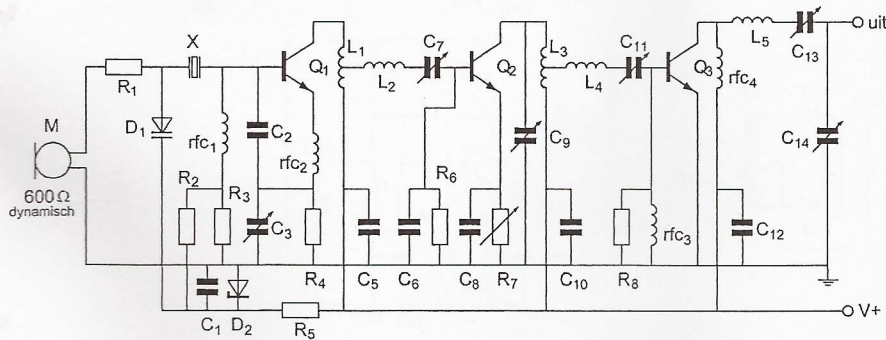 M
600 Ω
dynamisch
R1
X
D1
rfc1
C2
rfc2
Q1
L1
L2
C7
Q2
L3
L4
C11
Q3
rfc4
L5
C13
uit
C14
R2
R3
C3
R4
C5
C6
R6
C8
R7
C9
C10
R8
rfc3
C12
C1
D2
R5
V+